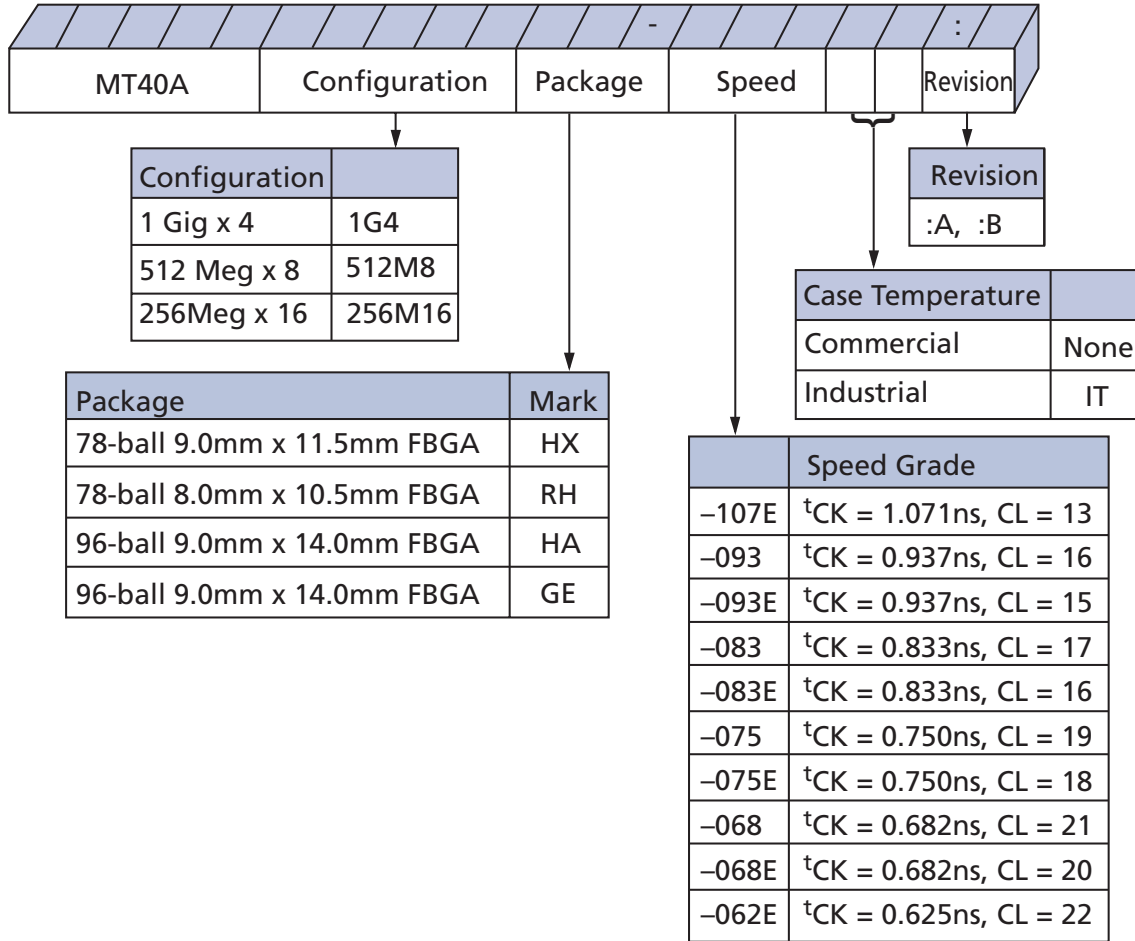 - :
MT40A Configuration Package Speed Revision
Configuration
1 Gig x 4 1G4
512 Meg x 8 512M8
256Meg x 16 256M16
Revision
:A, :B
Case Temperature
Commercial None
Industrial IT
Package Mark
78-ball 9.0mm x 11.5mm FBGA HX
78-ball 8.0mm x 10.5mm FBGA RH
96-ball 9.0mm x 14.0mm FBGA HA
96-ball 9.0mm x 14.0mm FBGA GE
Speed Grade
–107E tCK = 1.071ns, CL = 13
–093 tCK = 0.937ns, CL = 16
–093E tCK = 0.937ns, CL = 15
–083 tCK = 0.833ns, CL = 17
–083E tCK = 0.833ns, CL = 16
–075 tCK = 0.750ns, CL = 19
–075E tCK = 0.750ns, CL = 18
–068 tCK = 0.682ns, CL = 21
–068E tCK = 0.682ns, CL = 20
–062E tCK = 0.625ns, CL = 22